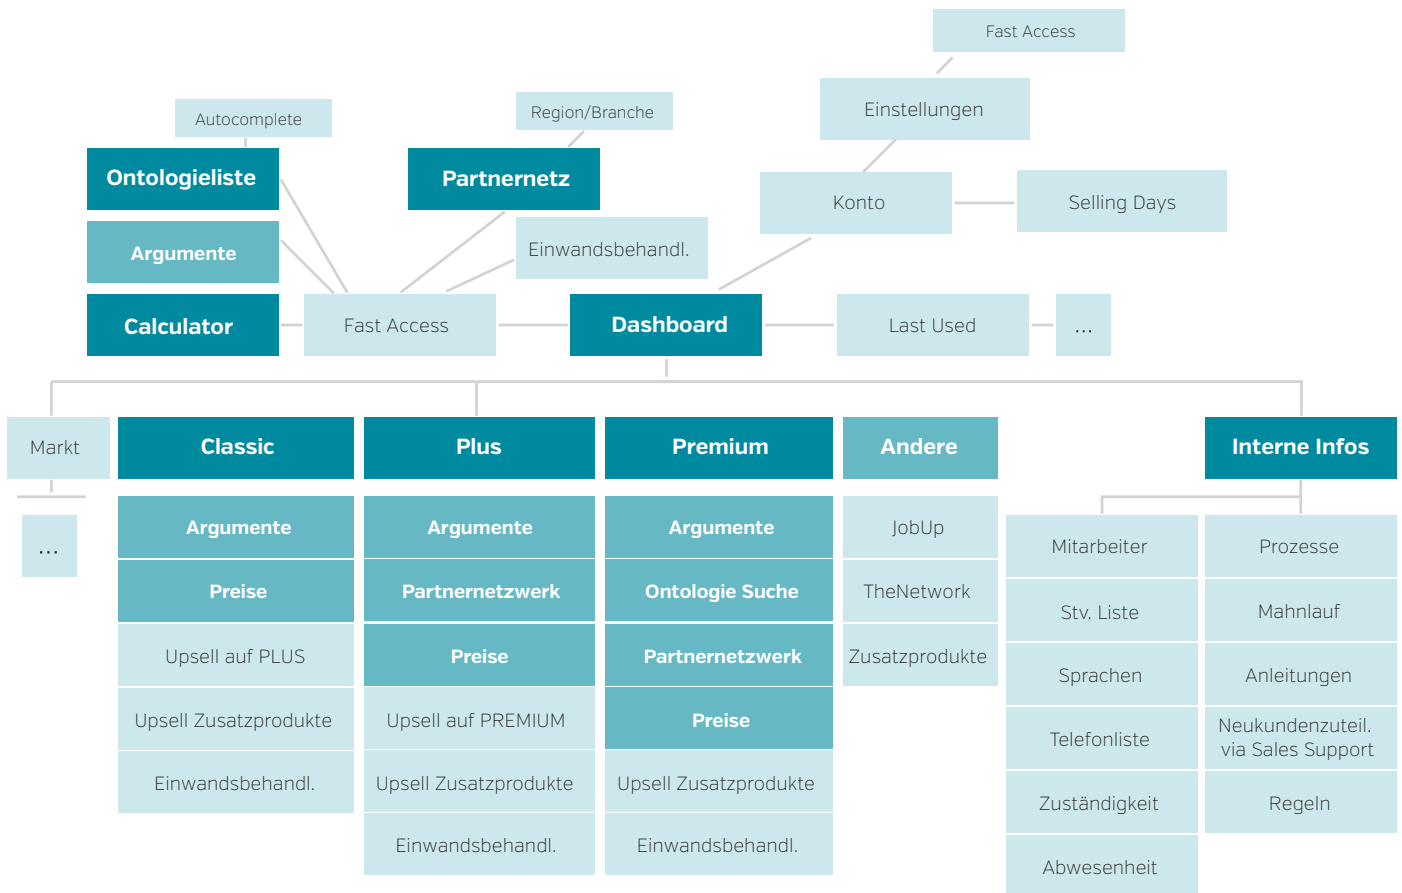 Fast Access
Einstellungen
Autocomplete
Region/Branche
Ontologieliste
Partnernetz
Konto
Selling Days
Argumente
Einwandsbehandl.
Calculator
Fast Access
Dashboard
Last Used
...
Markt
Classic
Plus
Premium
Andere
Interne Infos
...
Argumente
Preise
Upsell auf PLUS
Upsell Zusatzprodukte
Einwandsbehandl.
Argumente
Partnernetzwerk
Preise
Upsell auf PREMIUM
Upsell Zusatzprodukte
Einwandsbehandl.
Argumente
Ontologie Suche
Partnernetzwerk
Preise
Upsell Zusatzprodukte
Einwandsbehandl.
JobUp
TheNetwork
Zusatzprodukte
Mitarbeiter
Stv. Liste
Sprachen
Telefonliste
Zuständigkeit
Abwesenheit
Prozesse
Mahnlauf
Anleitungen
Neukundenzuteil.
via Sales Support
Regeln